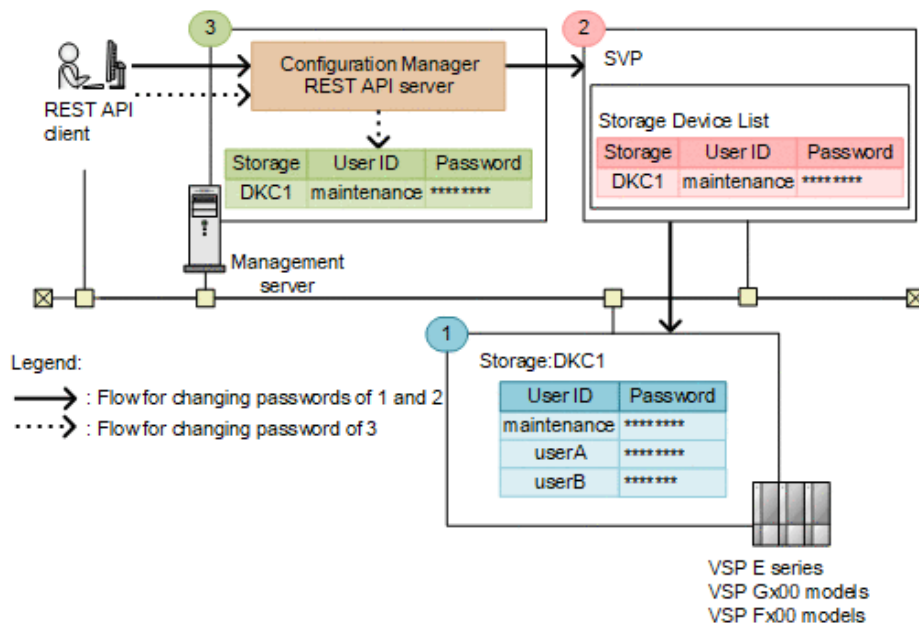 3
Configuration Manager
REST API server
REST API
client
Storage User ID Password
DKC1 maintenance ********
Management
server
2
SVP
Storage Device List
Storage User ID Password
DKC1 maintenance ********
1
Storage:DKC1
User ID Password
maintenance ********
userA ********
userB *******
Legend:
: Flow for changing passwords of 1 and 2
: Flow for changing password of 3
VSP E series
VSP Gx00 models
VSP Fx00 models